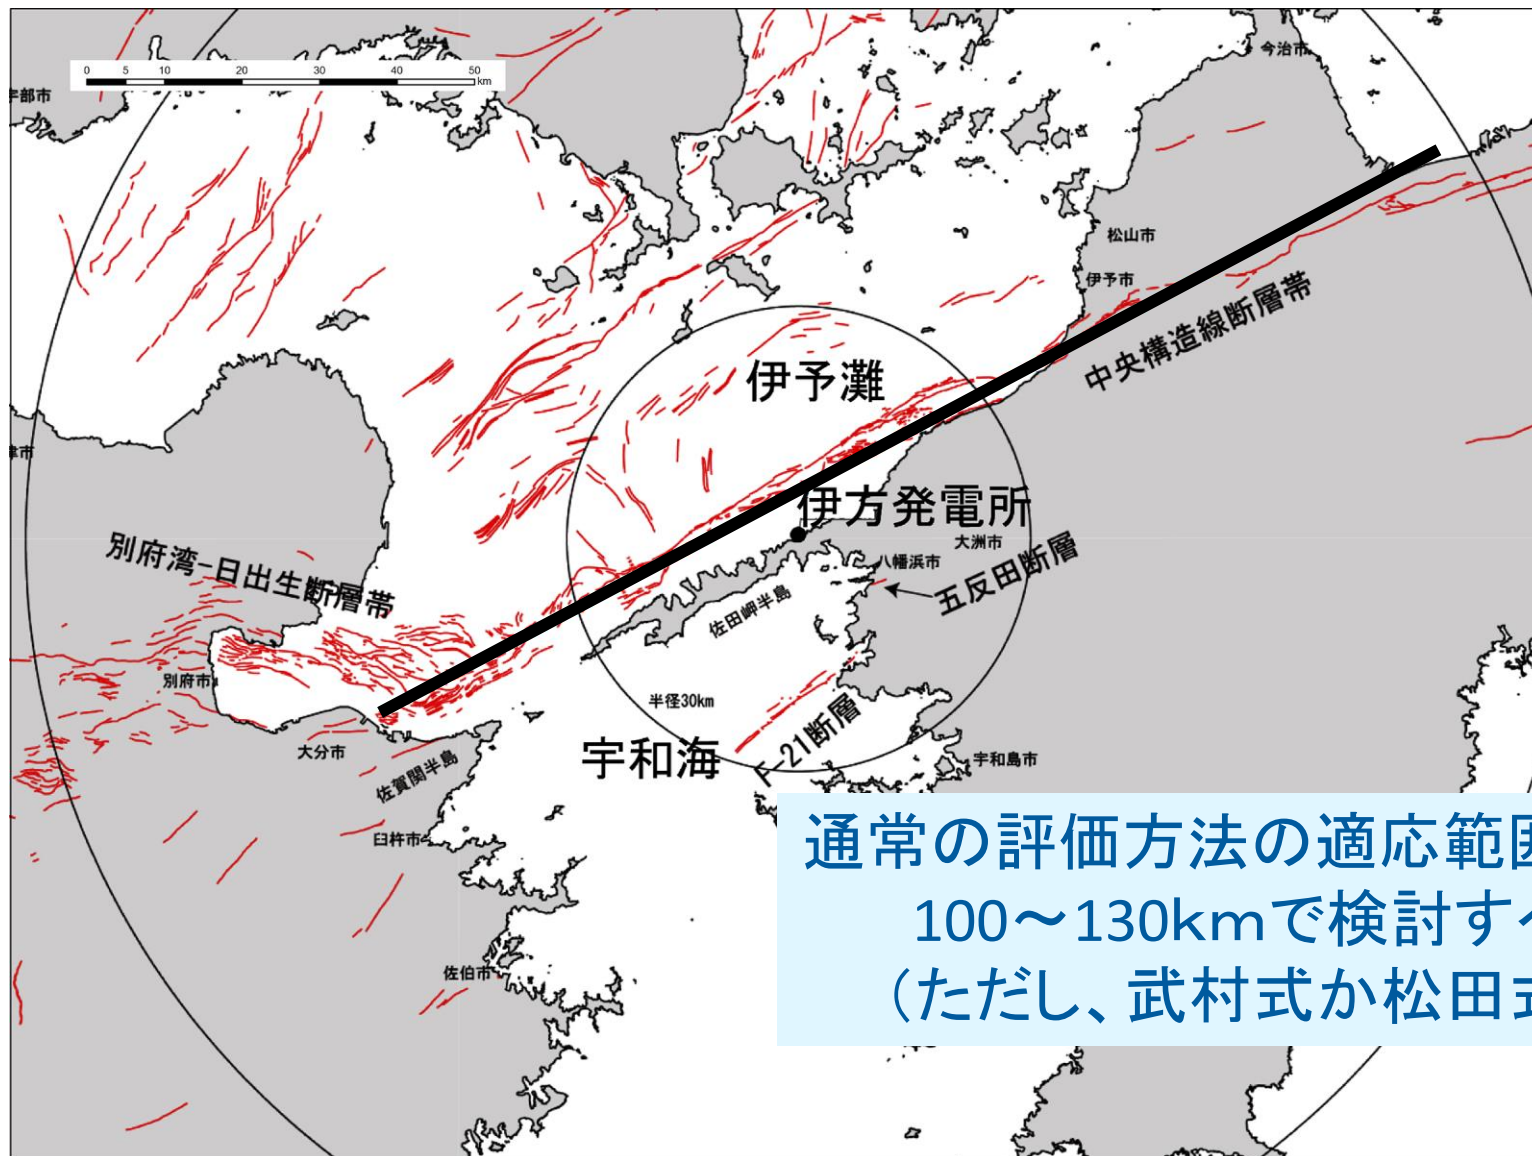 今治市
0 5 10 20 30 40 50
km
宇部市
松山市
伊予市
中央構造線断層帯
伊予灘
津市
伊方発電所
大洲市
八幡浜市
五反田断層
別府湾-日出生断層帯
佐田岬半島
別府市
半径30km
大分市
宇和海
F-21断層
宇和島市
佐賀関半島
臼杵市
佐伯市
通常の評価方法の適応範囲
100～130kmで検討すべ
（ただし、武村式か松田式